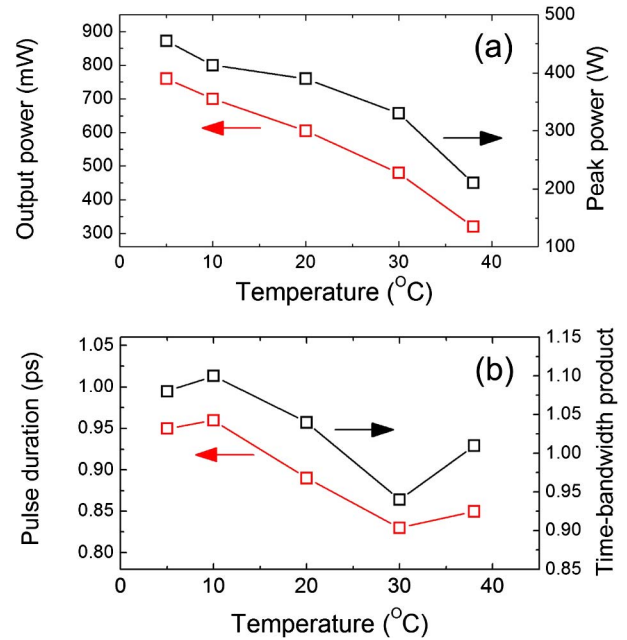 (a)
Output power (mW)
900
800
700
600
500
400
300
Peak power (W)
500
400
300
200
100
0 10 20 30 40
Temperature (°C)
(b)
Pulse duration (ps)
1.05
1.00
0.95
0.90
0.85
0.80
Time-bandwidth product
1.15
1.10
1.05
1.00
0.95
0.90
0.85
0 10 20 30 40
Temperature (°C)